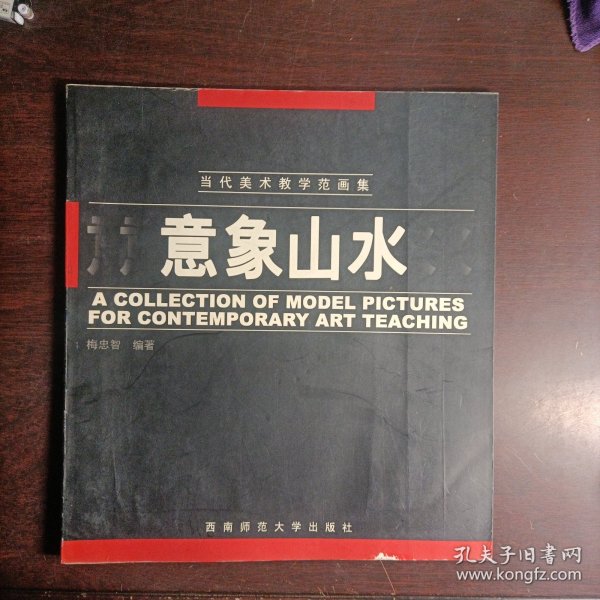 当代美术教学范画集
意象山水
A COLLECTION OF MODEL PICTURES
FOR CONTEMPORARY ART TEACHING
梅忠智 编著
西南师范大学出版社
孔夫子旧书网
www.kongfz.com